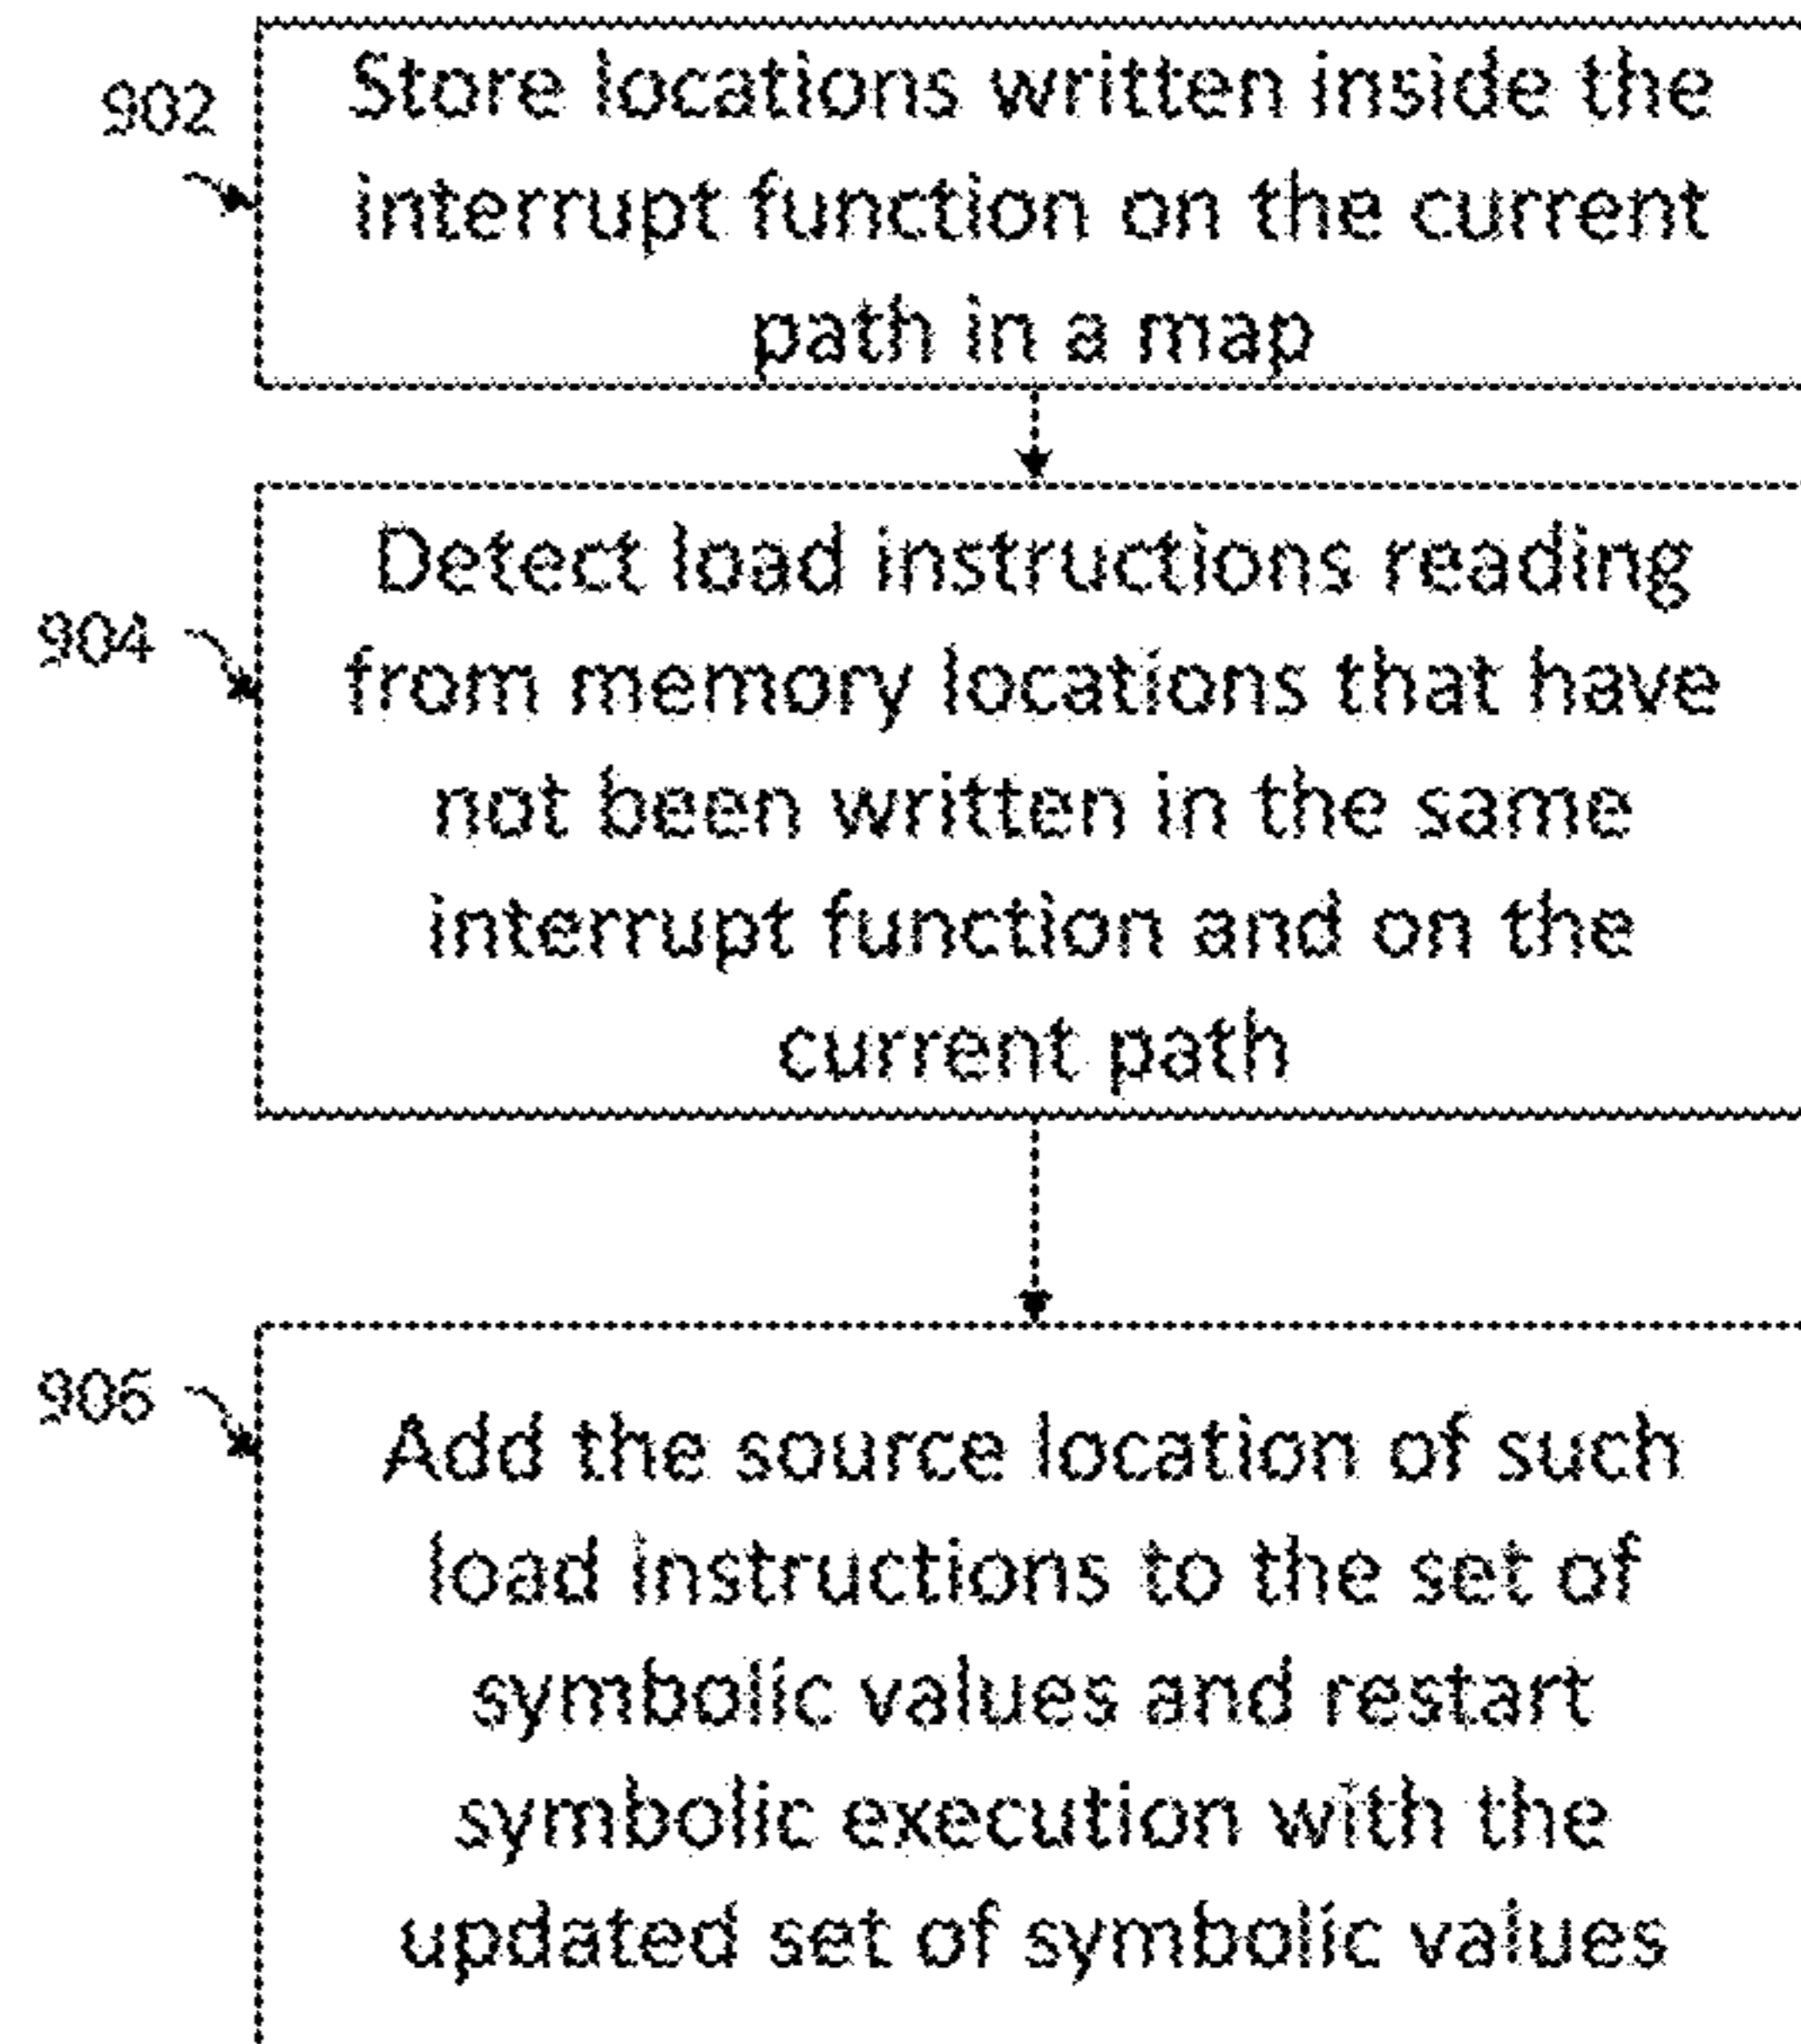 902
Store locations written inside the
interrupt function on the current
path in a map
904
Detect load instructions reading
from memory locations that have
not been written in the same
interrupt function and on the
current path
906
Add the source location of such
load instructions to the set of
symbolic values and restart
symbolic execution with the
updated set of symbolic values